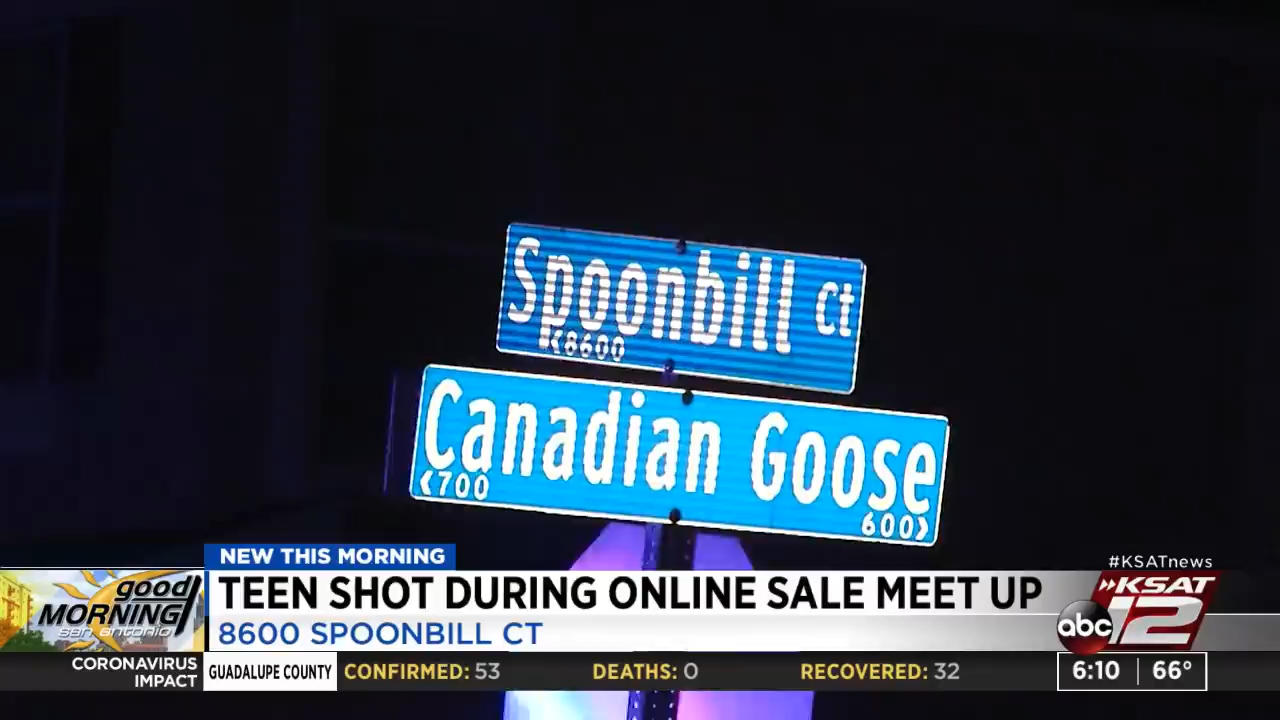 Spoonbill Ct
<8600
Canadian Goose
<700
600>
NEW THIS MORNING
#KSATnews
good
MORNING
san antonio
TEEN SHOT DURING ONLINE SALE MEET UP
8600 SPOONBILL CT
abc
KSAT
12
CORONAVIRUS
IMPACT
GUADALUPE COUNTY
CONFIRMED: 53
DEATHS: 0
RECOVERED: 32
6:10
66°